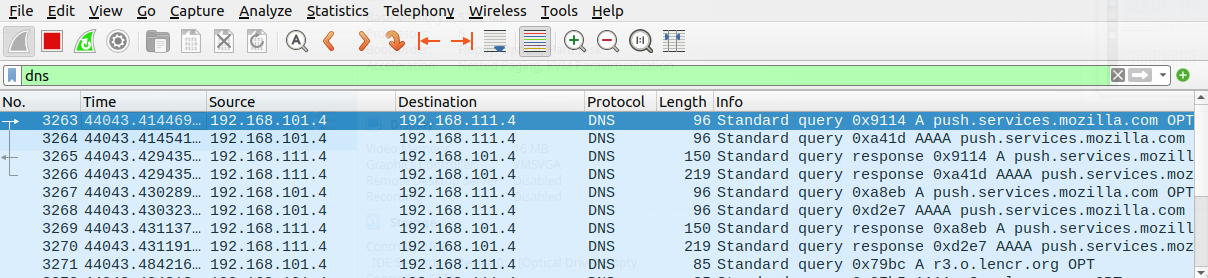 File Edit View Go Capture Analyze Statistics Telephony Wireless Tools Help
dns
No. Time Source Destination Protocol Length Info
3263 44043.414469… 192.168.101.4 192.168.111.4 DNS 96 Standard query 0x9114 A push.services.mozilla.com OPT
3264 44043.414541… 192.168.101.4 192.168.111.4 DNS 96 Standard query 0xa41d AAAA push.services.mozilla.com
3265 44043.429435… 192.168.111.4 192.168.101.4 DNS 150 Standard query response 0x9114 A push.services.mozill
3266 44043.429435… 192.168.111.4 192.168.101.4 DNS 219 Standard query response 0xa41d AAAA push.services.moz
3267 44043.430289… 192.168.101.4 192.168.111.4 DNS 96 Standard query 0xa8eb A push.services.mozilla.com OPT
3268 44043.430323… 192.168.101.4 192.168.111.4 DNS 96 Standard query 0xd2e7 AAAA push.services.mozilla.com
3269 44043.431137… 192.168.111.4 192.168.101.4 DNS 150 Standard query response 0xa8eb A push.services.mozill
3270 44043.431191… 192.168.111.4 192.168.101.4 DNS 219 Standard query response 0xd2e7 AAAA push.services.moz
3271 44043.484216… 192.168.101.4 192.168.111.4 DNS 85 Standard query 0x79bc A r3.o.lencr.org OPT